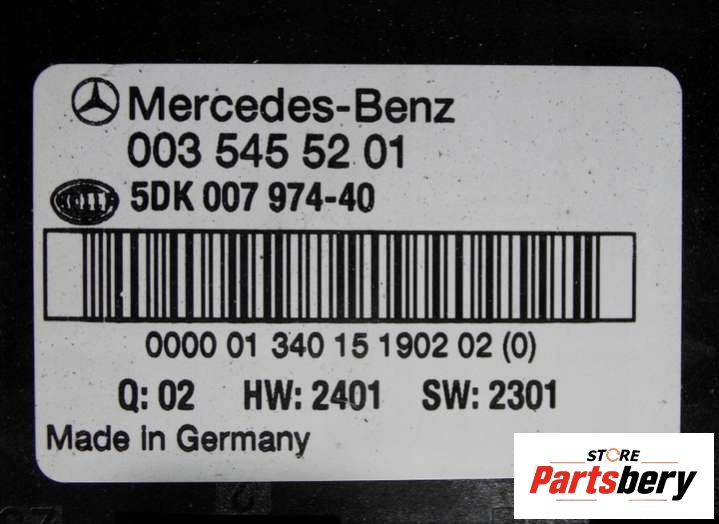 Mercedes-Benz
003 545 52 01
HELLA 5DK 007 974-40
0000 01 340 15 1902 02 (0)
Q: 02 HW: 2401 SW: 2301
Made in Germany
STORE
Partsbery